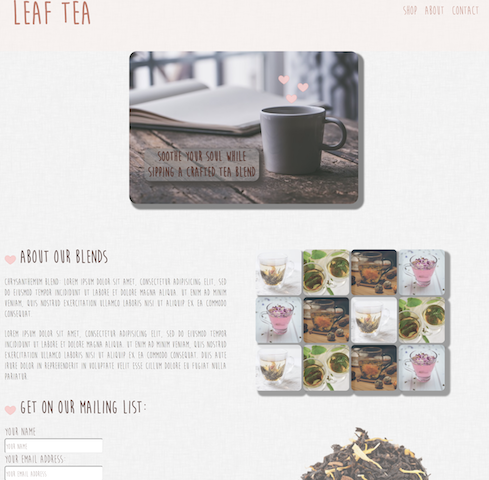 LEAF TEA
SHOP ABOUT CONTACT
SOOTHE YOUR SOUL WHILE
SIPPING A CRAFTED TEA BLEND
ABOUT OUR BLENDS
CHRYSANTHEMUM BLEND: LOREM IPSUM DOLOR SIT AMET, CONSECTETUR ADIPISICING ELIT, SED
DO EIUSMOD TEMPOR INCIDIDUNT UT LABORE ET DOLORE MAGNA ALIQUA. UT ENIM AD MINIM
VENIAM, QUIS NOSTRUD EXERCITATION ULLAMCO LABORIS NISI UT ALIQUIP EX EA COMMODO
CONSEQUAT.
LOREM IPSUM DOLOR SIT AMET, CONSECTETUR ADIPISICING ELIT, SED DO EIUSMOD TEMPOR
INCIDIDUNT UT LABORE ET DOLORE MAGNA ALIQUA. UT ENIM AD MINIM VENIAM, QUIS NOSTRUD
EXERCITATION ULLAMCO LABORIS NISI UT ALIQUIP EX EA COMMODO CONSEQUAT. DUIS AUTE
IRURE DOLOR IN REPREHENDERIT IN VOLUPTATE VELIT ESSE CILLUM DOLORE EU FUGIAT NULLA
PARIATUR
GET ON OUR MAILING LIST:
YOUR NAME
YOUR NAME
YOUR EMAIL ADDRESS:
YOUR EMAIL ADDRESS